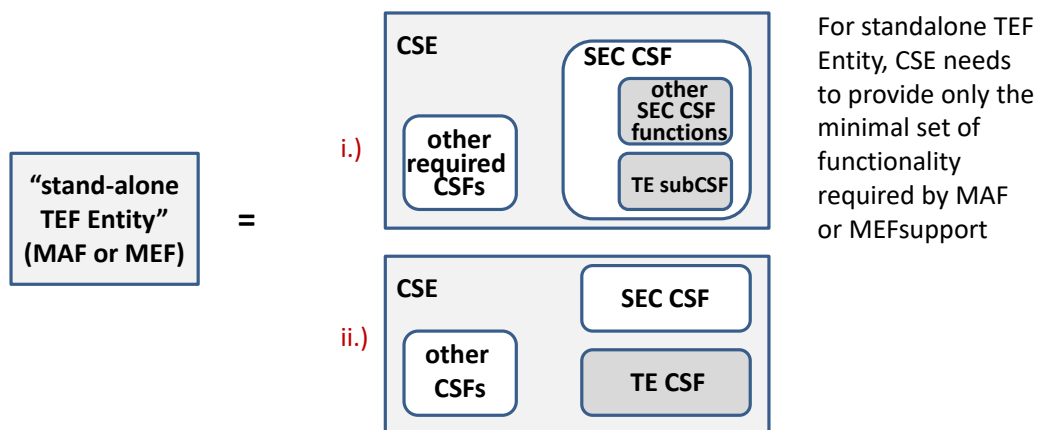 “stand-alone
TEF Entity”
(MAF or MEF)
=
i.)
CSE
other
required
CSFs
SEC CSF
other
SEC CSF
functions
TE subCSF
ii.)
CSE
other
CSFs
SEC CSF
TE CSF
For standalone TEF
Entity, CSE needs
to provide only the
minimal set of
functionality
required by MAF
or MEFsupport